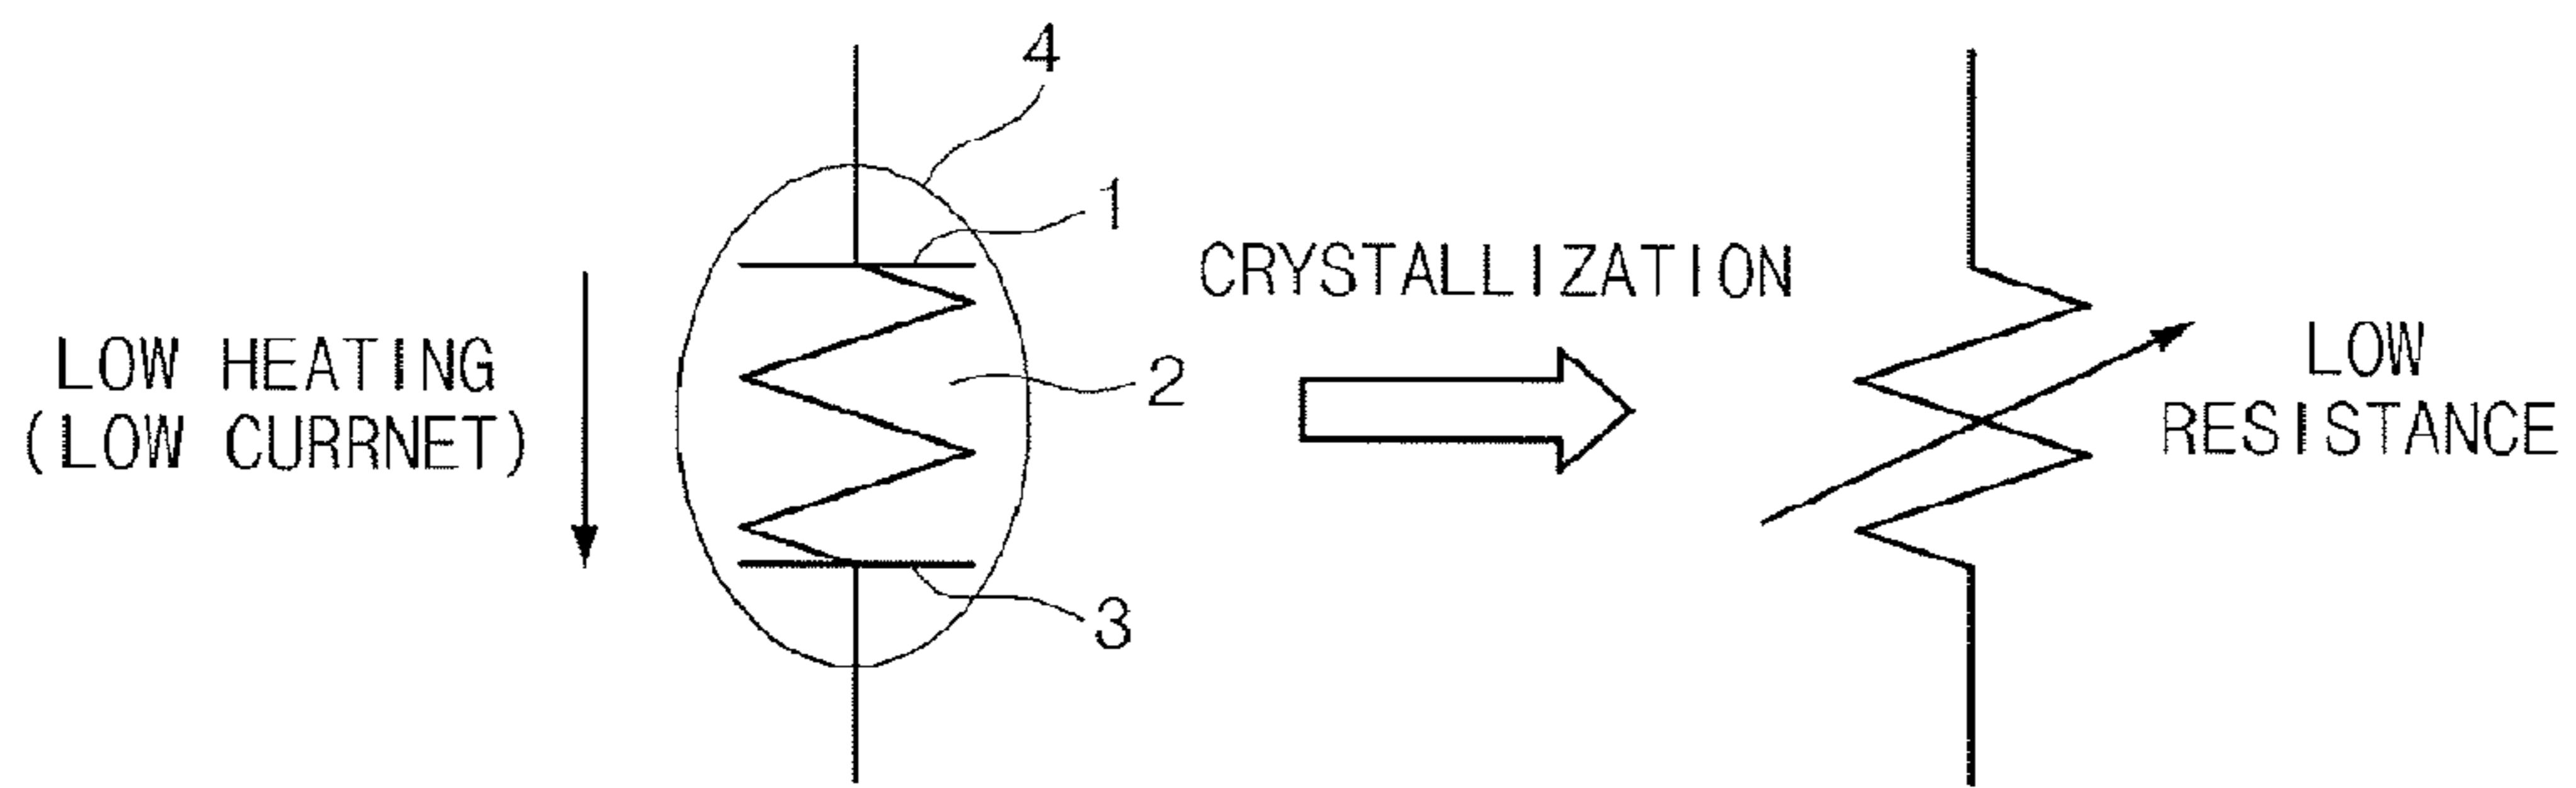 4
1
CRYSTALLIZATION
LOW HEATING
(LOW CURRNET)
2
LOW
RESISTANCE
3